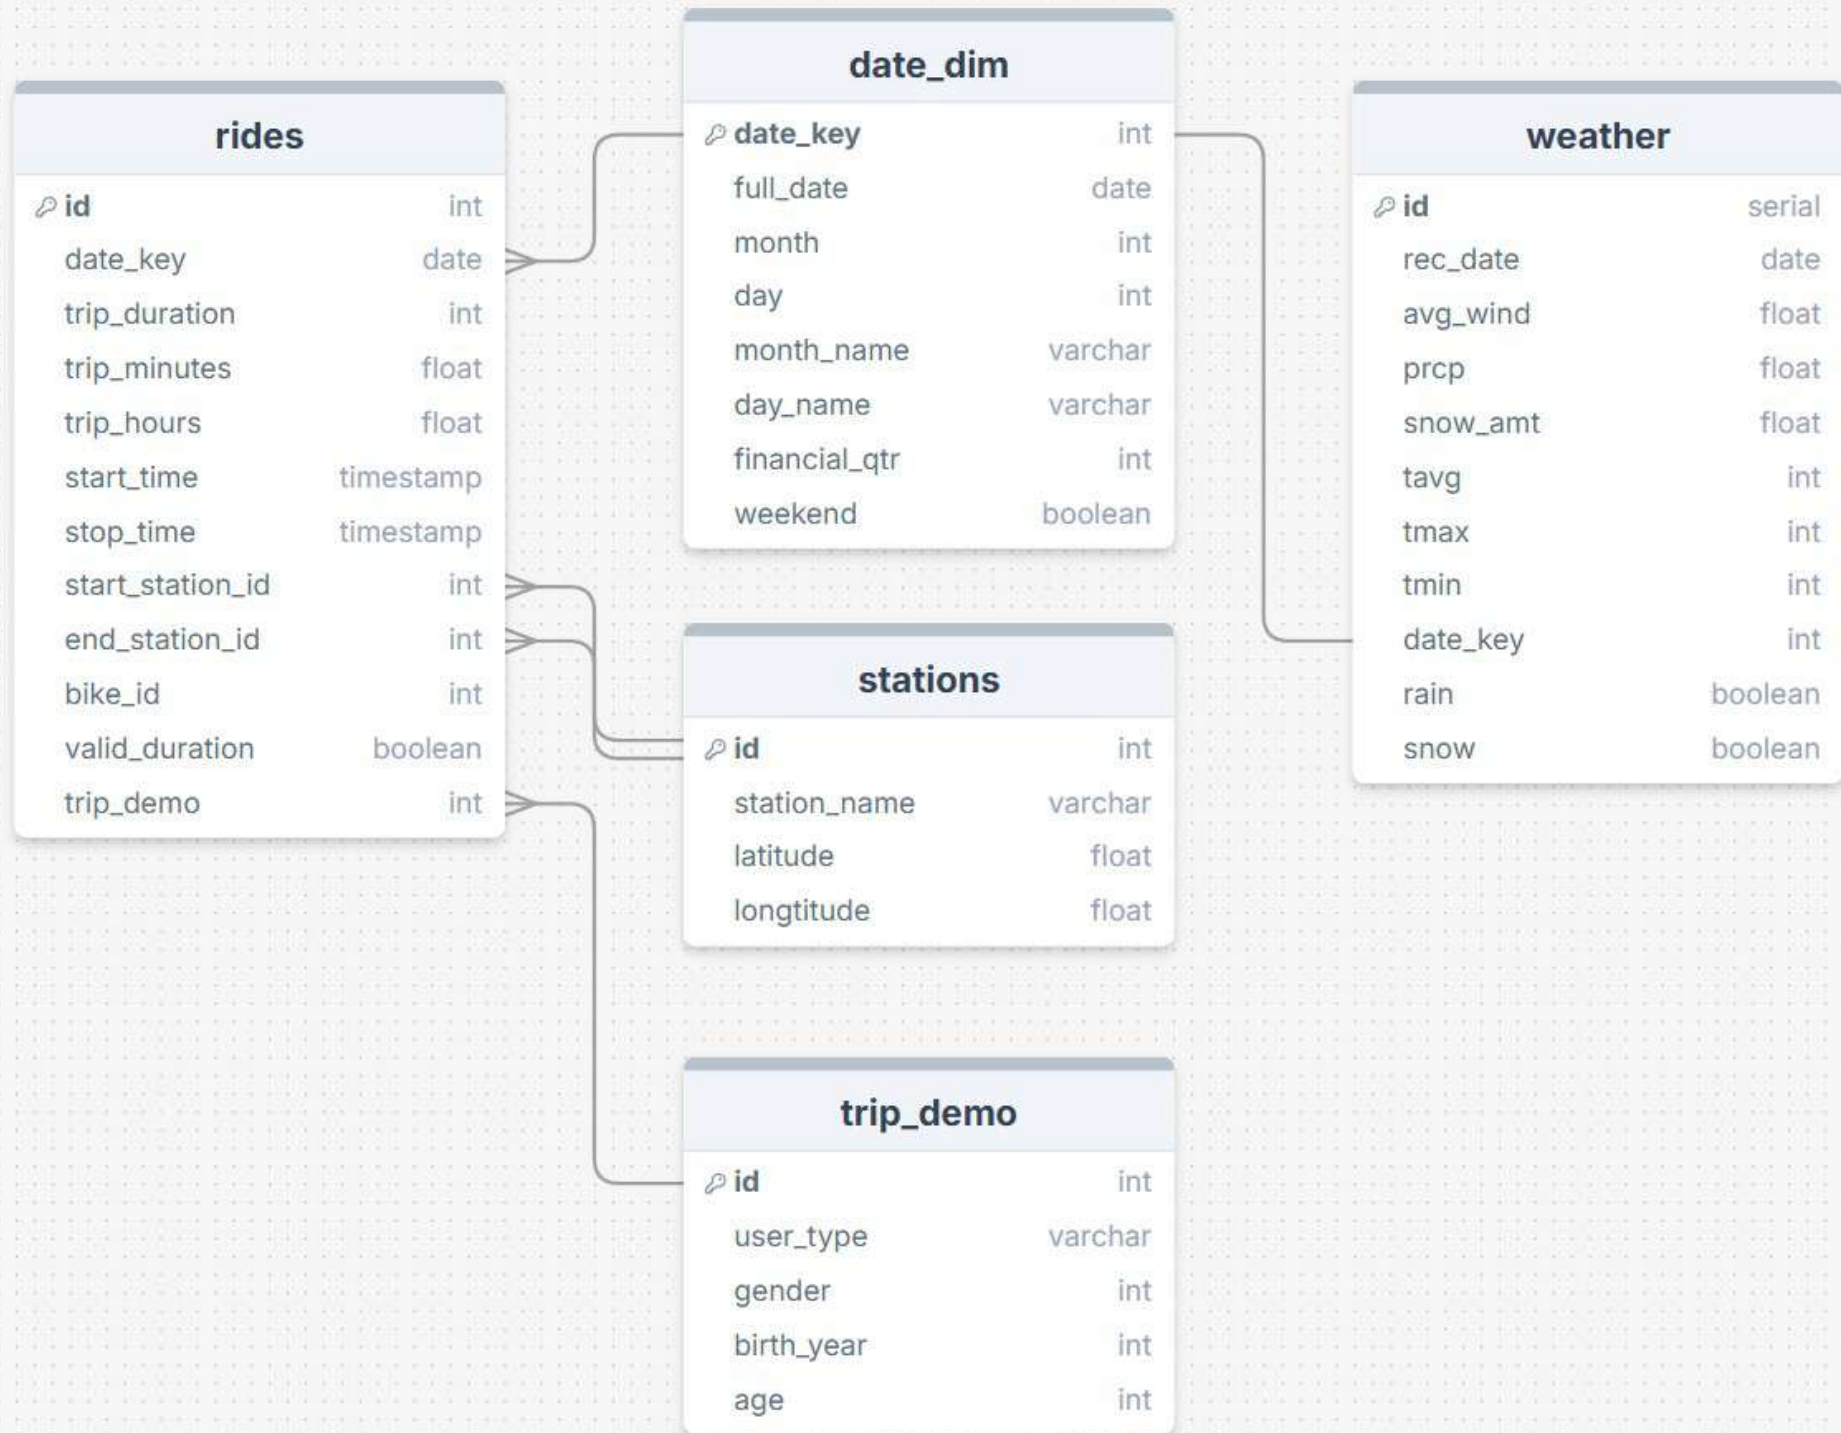 rides
id int
date_key date
trip_duration int
trip_minutes float
trip_hours float
start_time timestamp
stop_time timestamp
start_station_id int
end_station_id int
bike_id int
valid_duration boolean
trip_demo int
date_dim
date_key int
full_date date
month int
day int
month_name varchar
day_name varchar
financial_qtr int
weekend boolean
stations
id int
station_name varchar
latitude float
longtitude float
trip_demo
id int
user_type varchar
gender int
birth_year int
age int
weather
id serial
rec_date date
avg_wind float
prcp float
snow_amt float
tavg int
tmax int
tmin int
date_key int
rain boolean
snow boolean